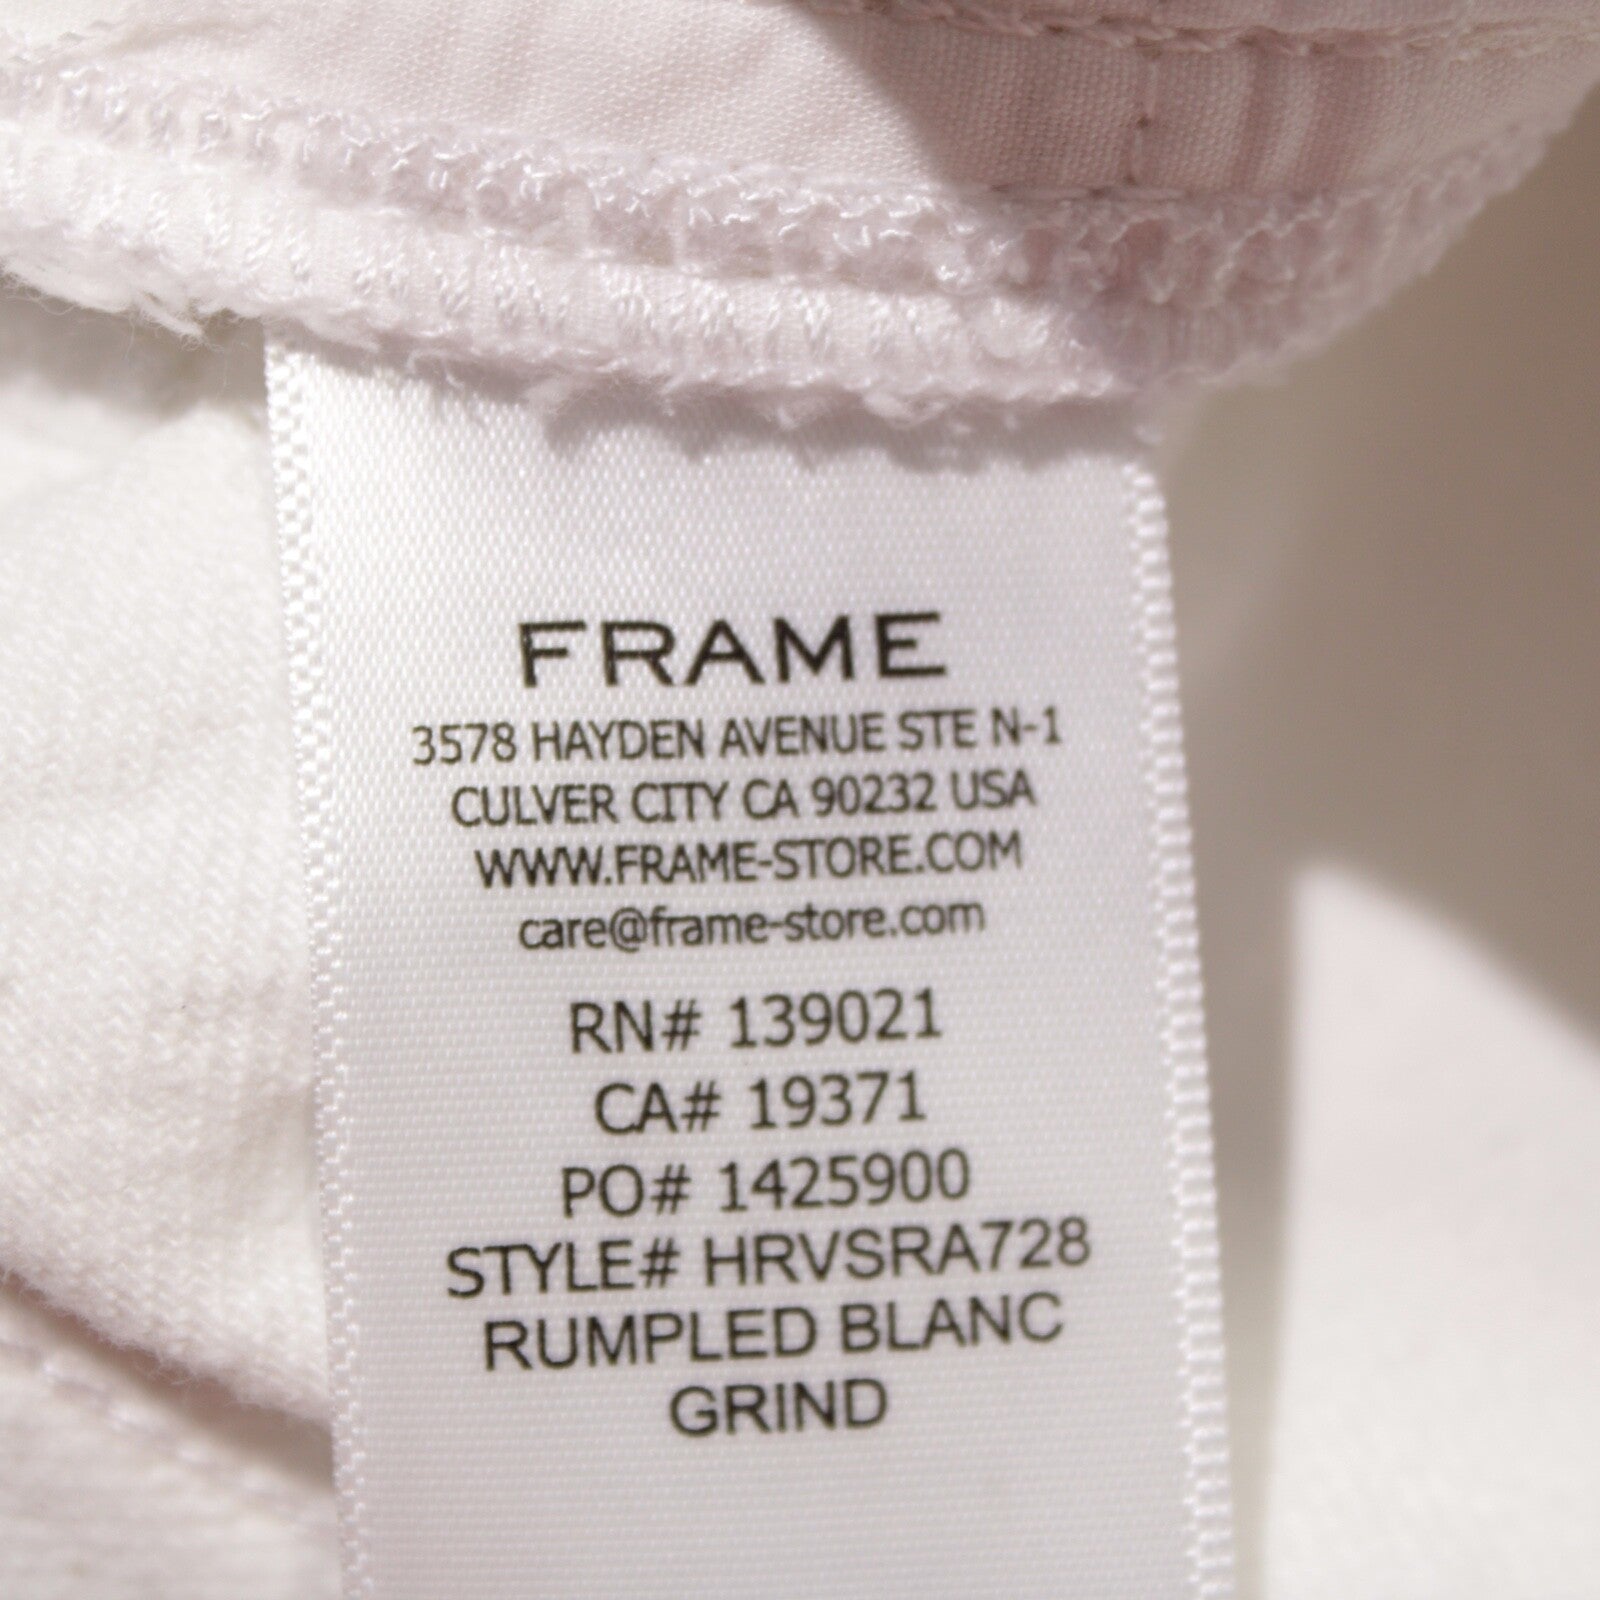 FRAME
3578 HAYDEN AVENUE STE N-1
CULVER CITY CA 90232 USA
WWW.FRAME-STORE.COM
care@frame-store.com
RN# 139021
CA# 19371
PO# 1425900
STYLE# HRVSRA728
RUMPLED BLANC
GRIND